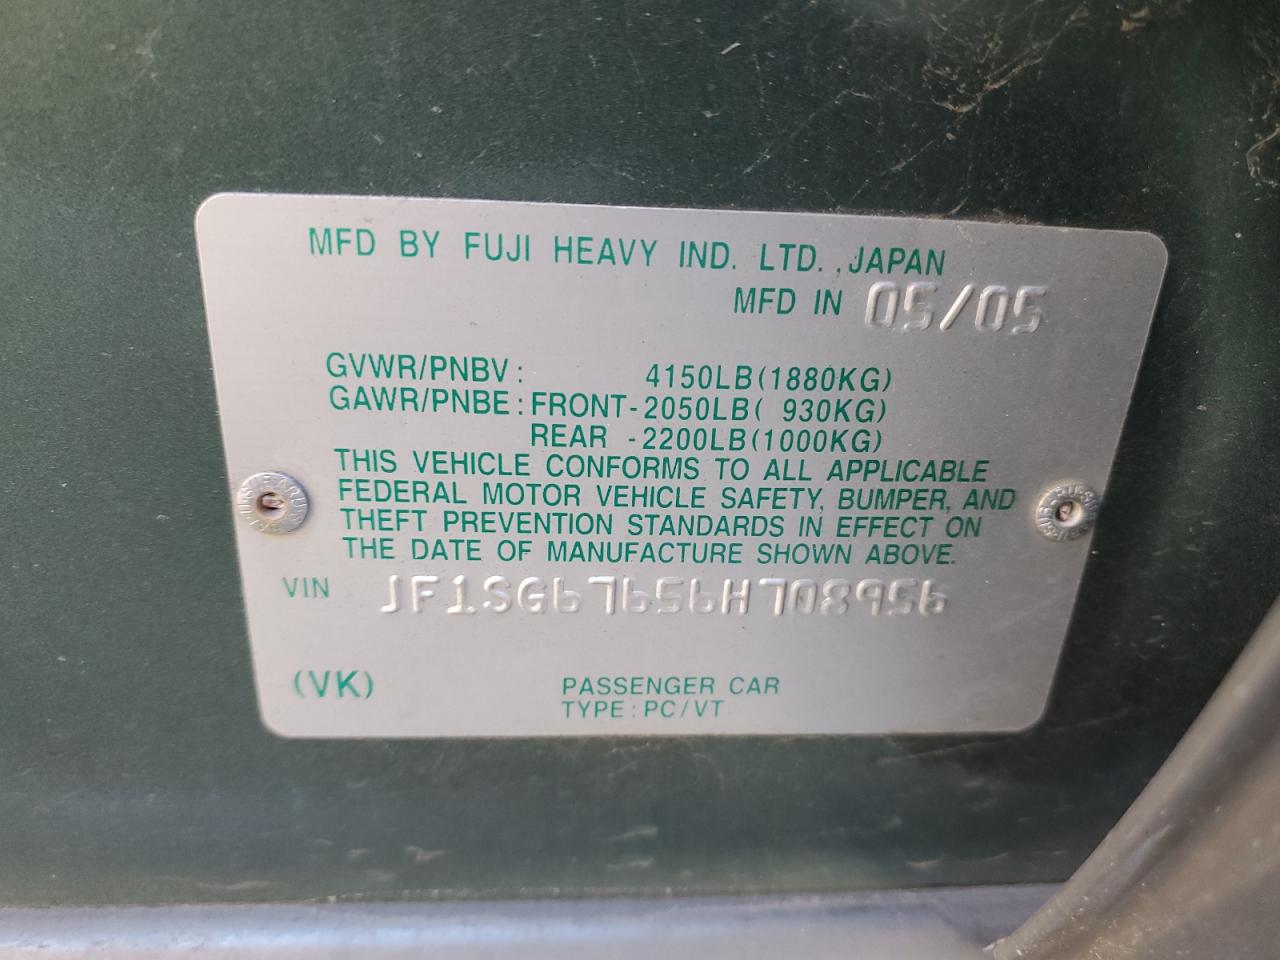 MFD BY FUJI HEAVY IND. LTD., JAPAN
MFD IN 05/05
GVWR/PNBV: 4150LB(1880KG)
GAWR/PNBE: FRONT-2050LB( 930KG)
REAR -2200LB(1000KG)
THIS VEHICLE CONFORMS TO ALL APPLICABLE
FEDERAL MOTOR VEHICLE SAFETY, BUMPER, AND
THEFT PREVENTION STANDARDS IN EFFECT ON
THE DATE OF MANUFACTURE SHOWN ABOVE.
VIN JF1SG67656H708956
(VK) PASSENGER CAR
TYPE: PC/VT